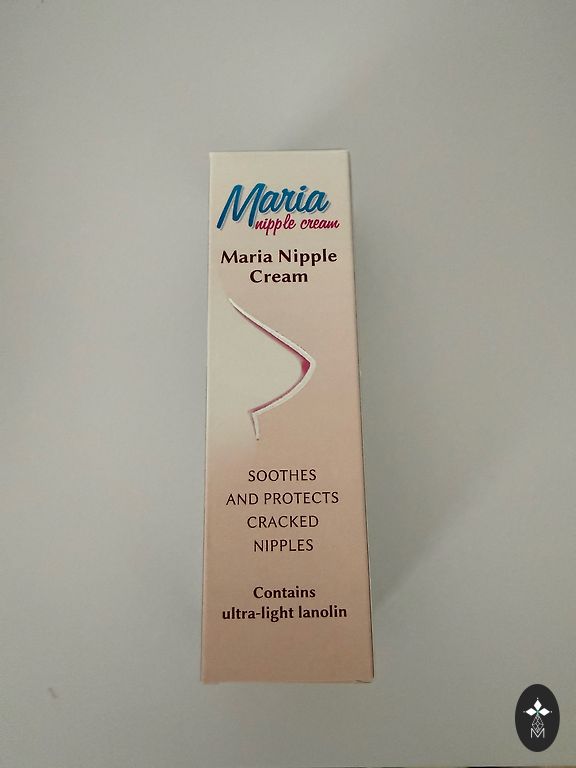 Maria
nipple cream
Maria Nipple
Cream
SOOTHES
AND PROTECTS
CRACKED
NIPPLES
Contains
ultra-light lanolin
M